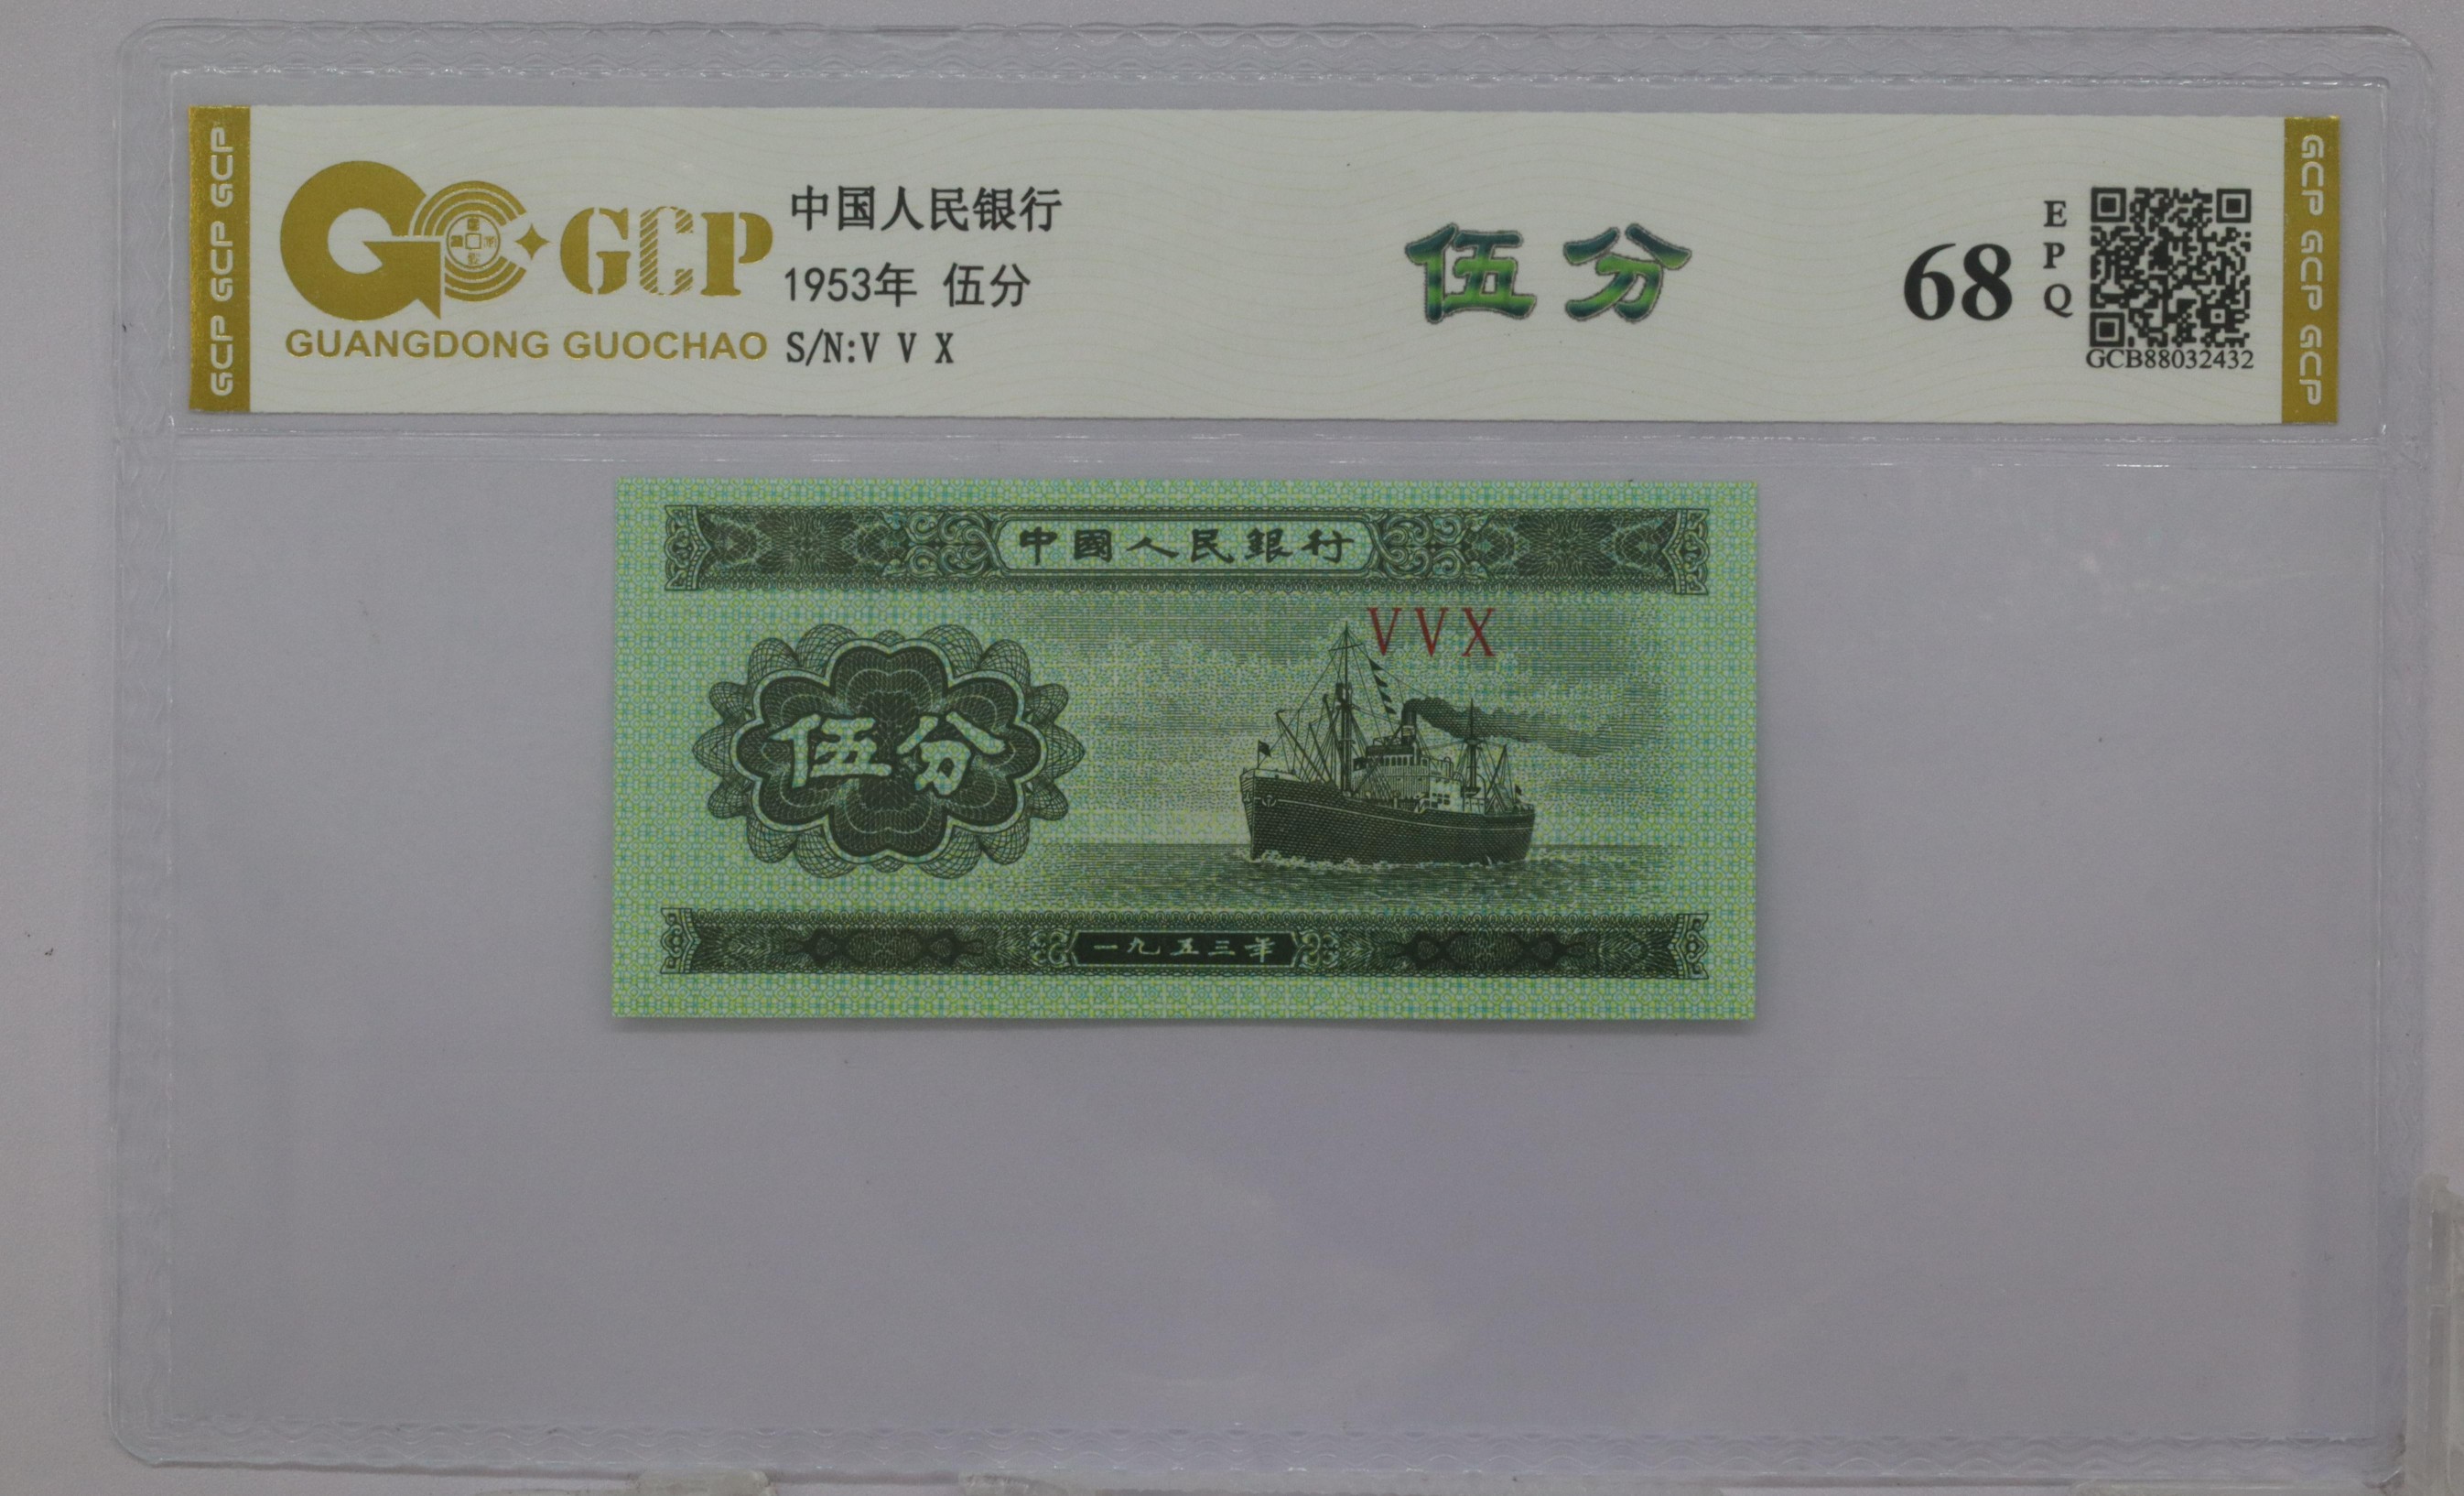 GCP GCP GCP
GCP
GUANGDONG GUOCHAO
中国人民银行
1953年 伍分
S/N:V V X
伍分
68
E
P
Q
GCB88032432
GCP GCP GCP
中國人民銀行
V V X
伍分
一九五三年